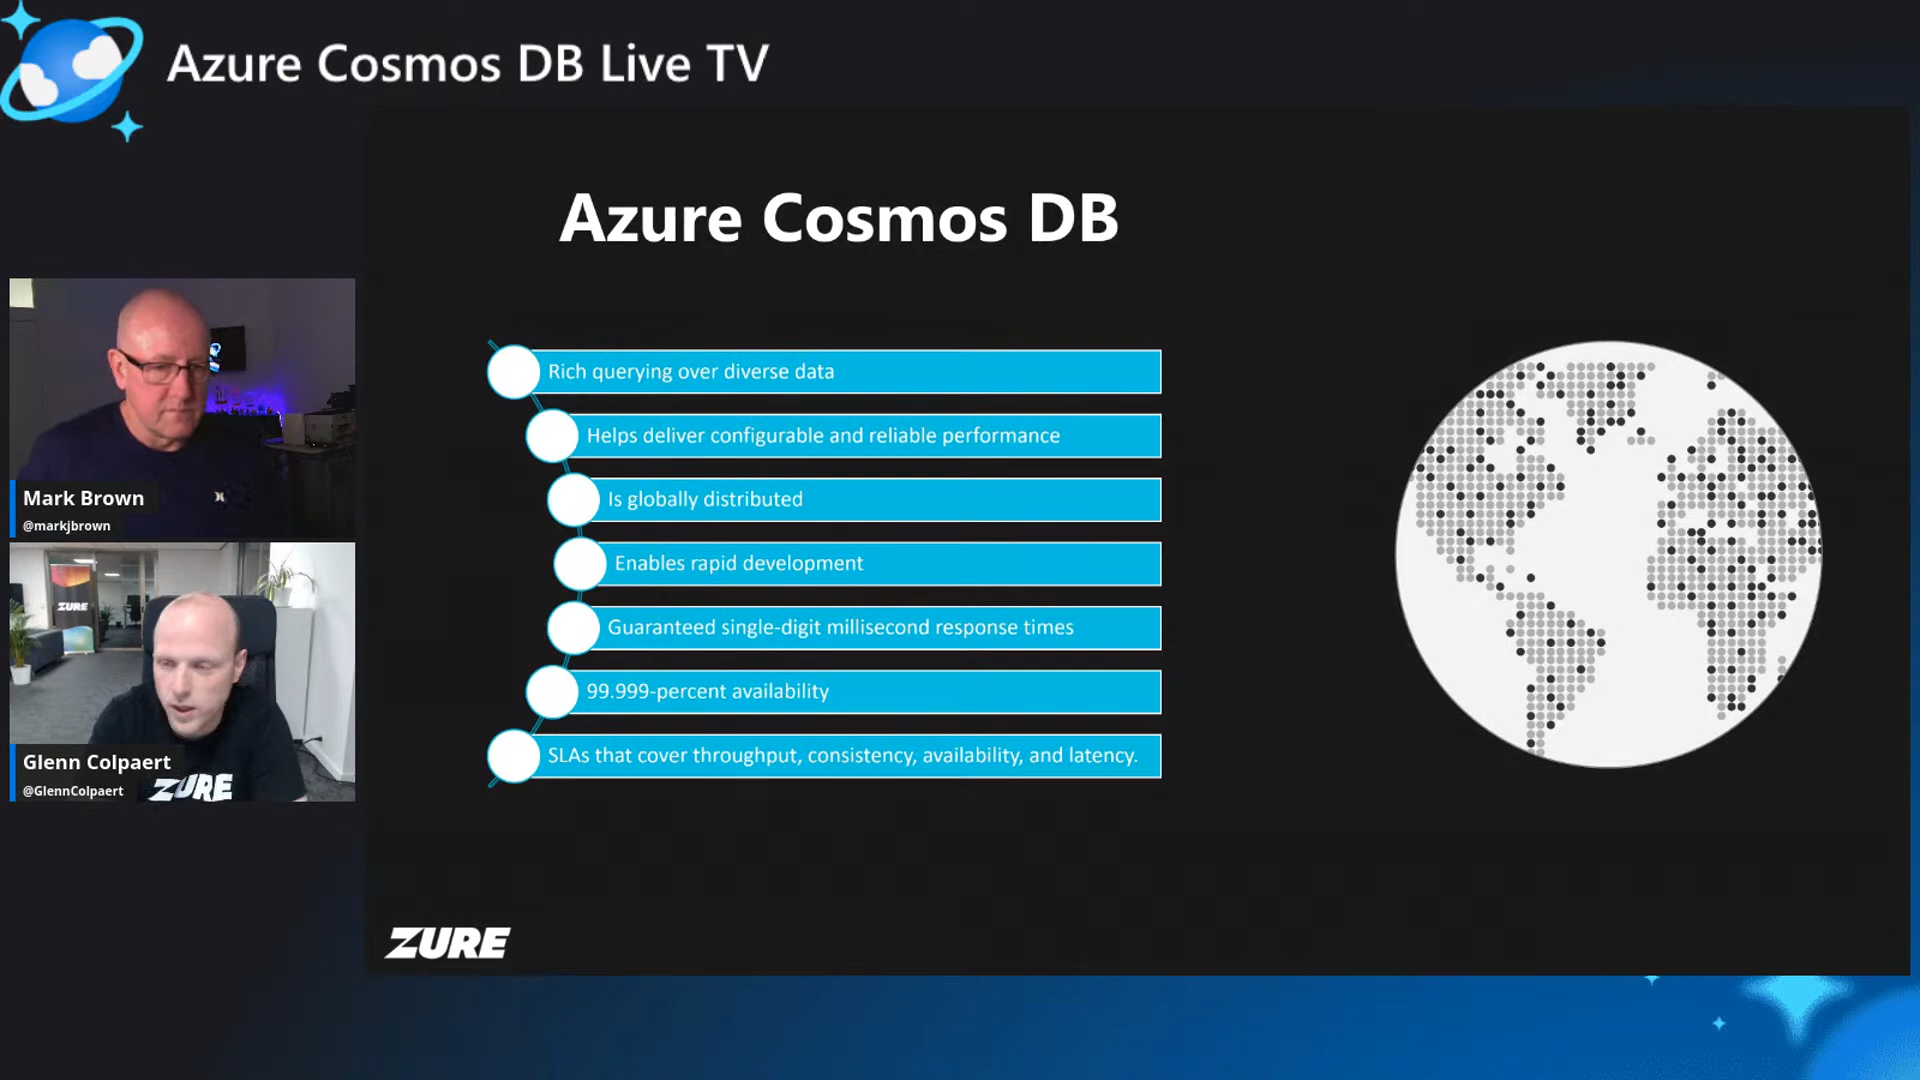 Azure Cosmos DB Live TV
Azure Cosmos DB
Rich querying over diverse data
Helps deliver configurable and reliable performance
Is globally distributed
Enables rapid development
Guaranteed single-digit millisecond response times
99.999-percent availability
SLAs that cover throughput, consistency, availability, and latency.
Mark Brown
@markjbrown
ZURE
Glenn Colpaert
@GlennColpaert
ZURE
ZURE